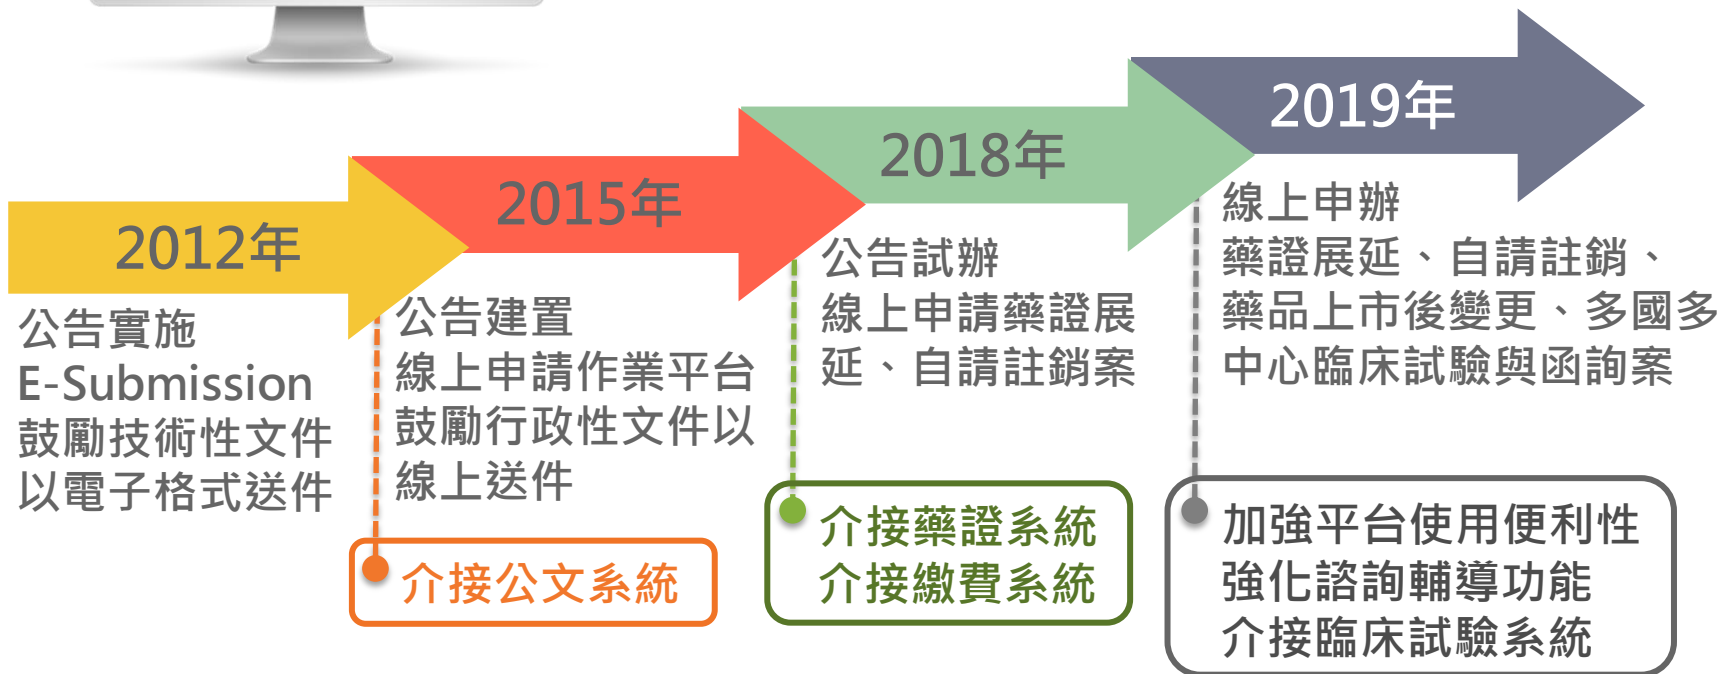 2012年
公告實施
E-Submission
鼓勵技術性文件
以電子格式送件
2015年
公告建置
線上申請作業平台
鼓勵行政性文件以
線上送件
介接公文系統
2018年
公告試辦
線上申請藥證展
延、自請註銷案
介接藥證系統
介接繳費系統
2019年
線上申辦
藥證展延、自請註銷、
藥品上市後變更、多國多
中心臨床試驗與函詢案
加強平台使用便利性
強化諮詢輔導功能
介接臨床試驗系統